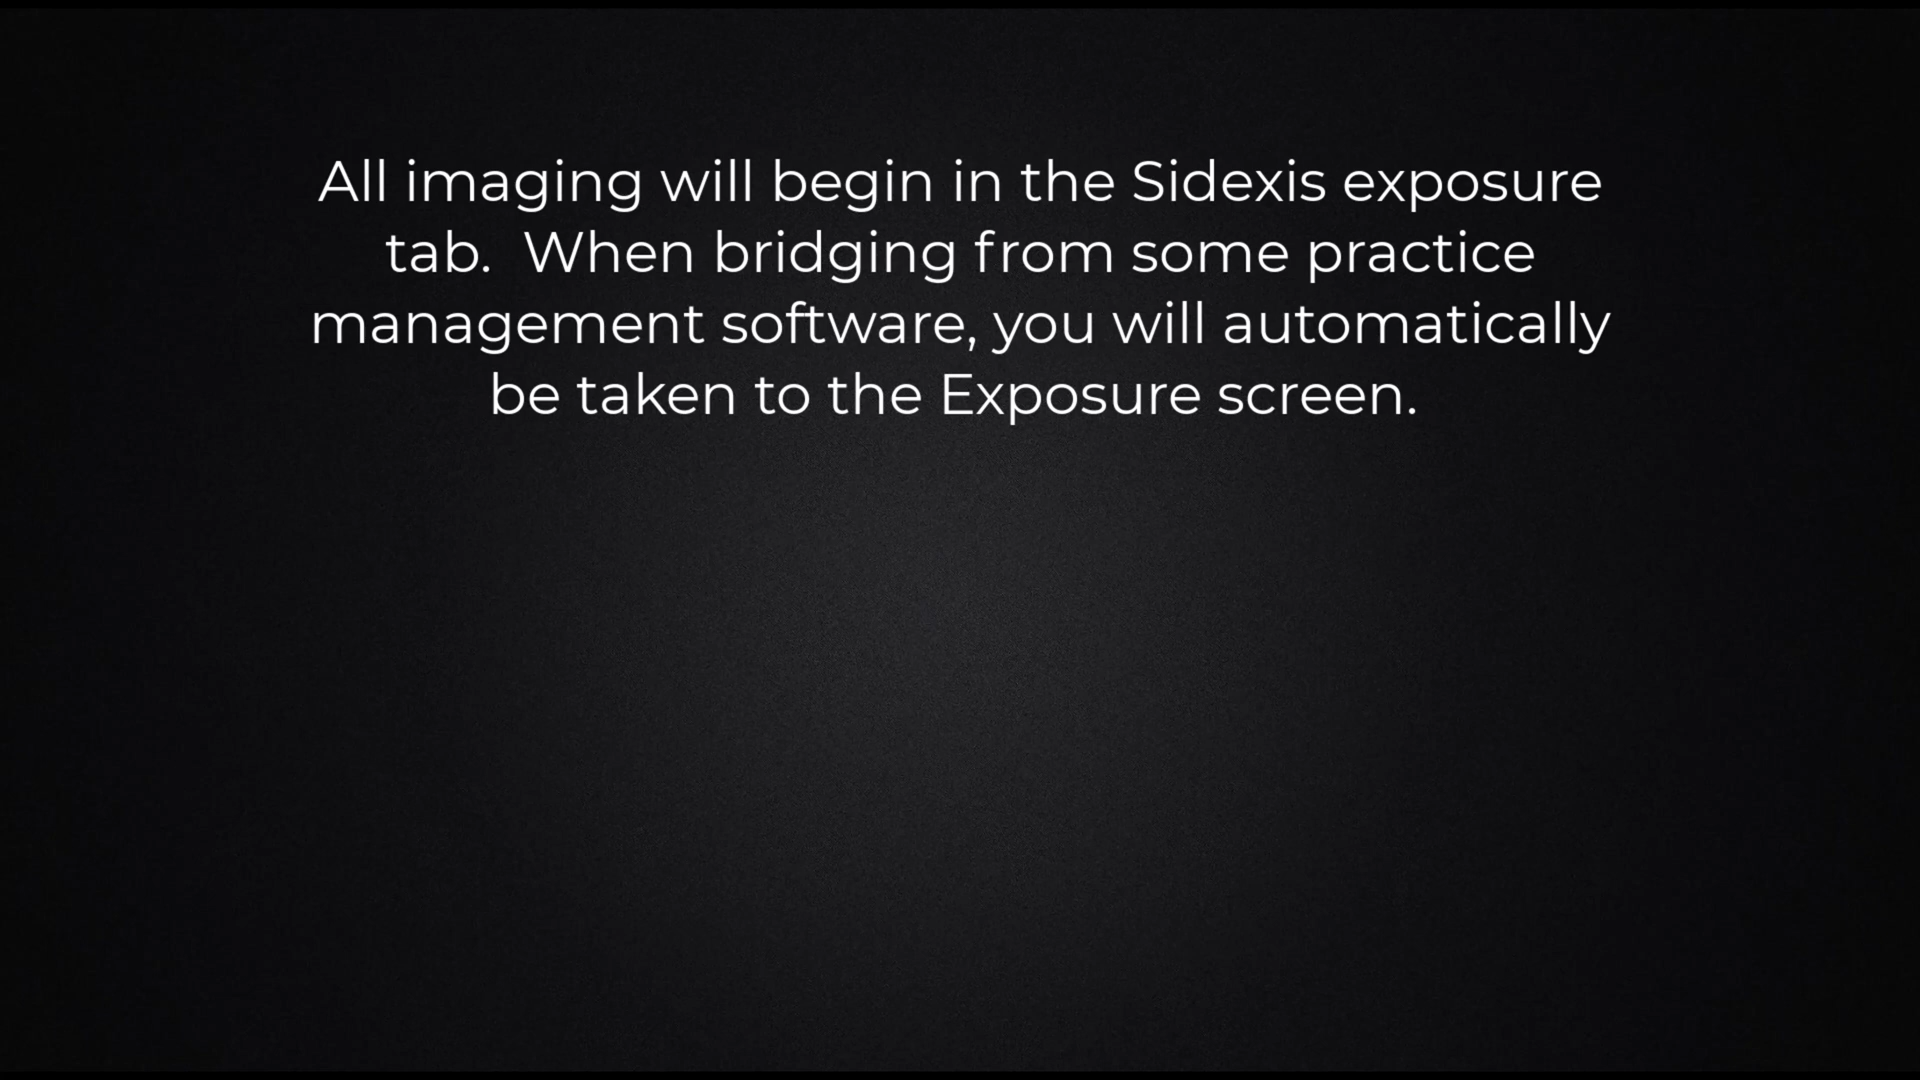 All imaging will begin in the Sidexis exposure
tab.  When bridging from some practice
management software, you will automatically
be taken to the Exposure screen.